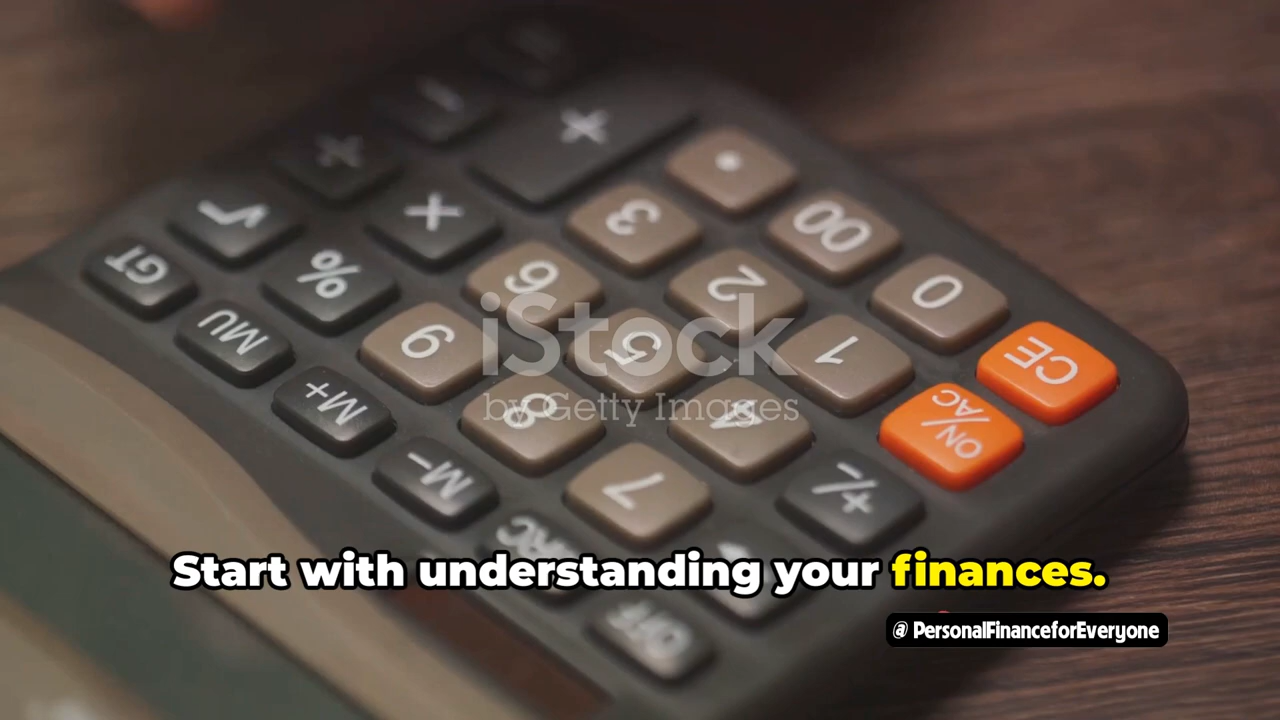 GT
MU
M+
M-
OFF
√
%
÷
×
-
+
9
6
3
.
8
5
2
00
7
4
1
0
+/-
ON/AC
CE
iStock
by Getty Images
Start with understanding your finances.
@ PersonalFinanceforEveryone